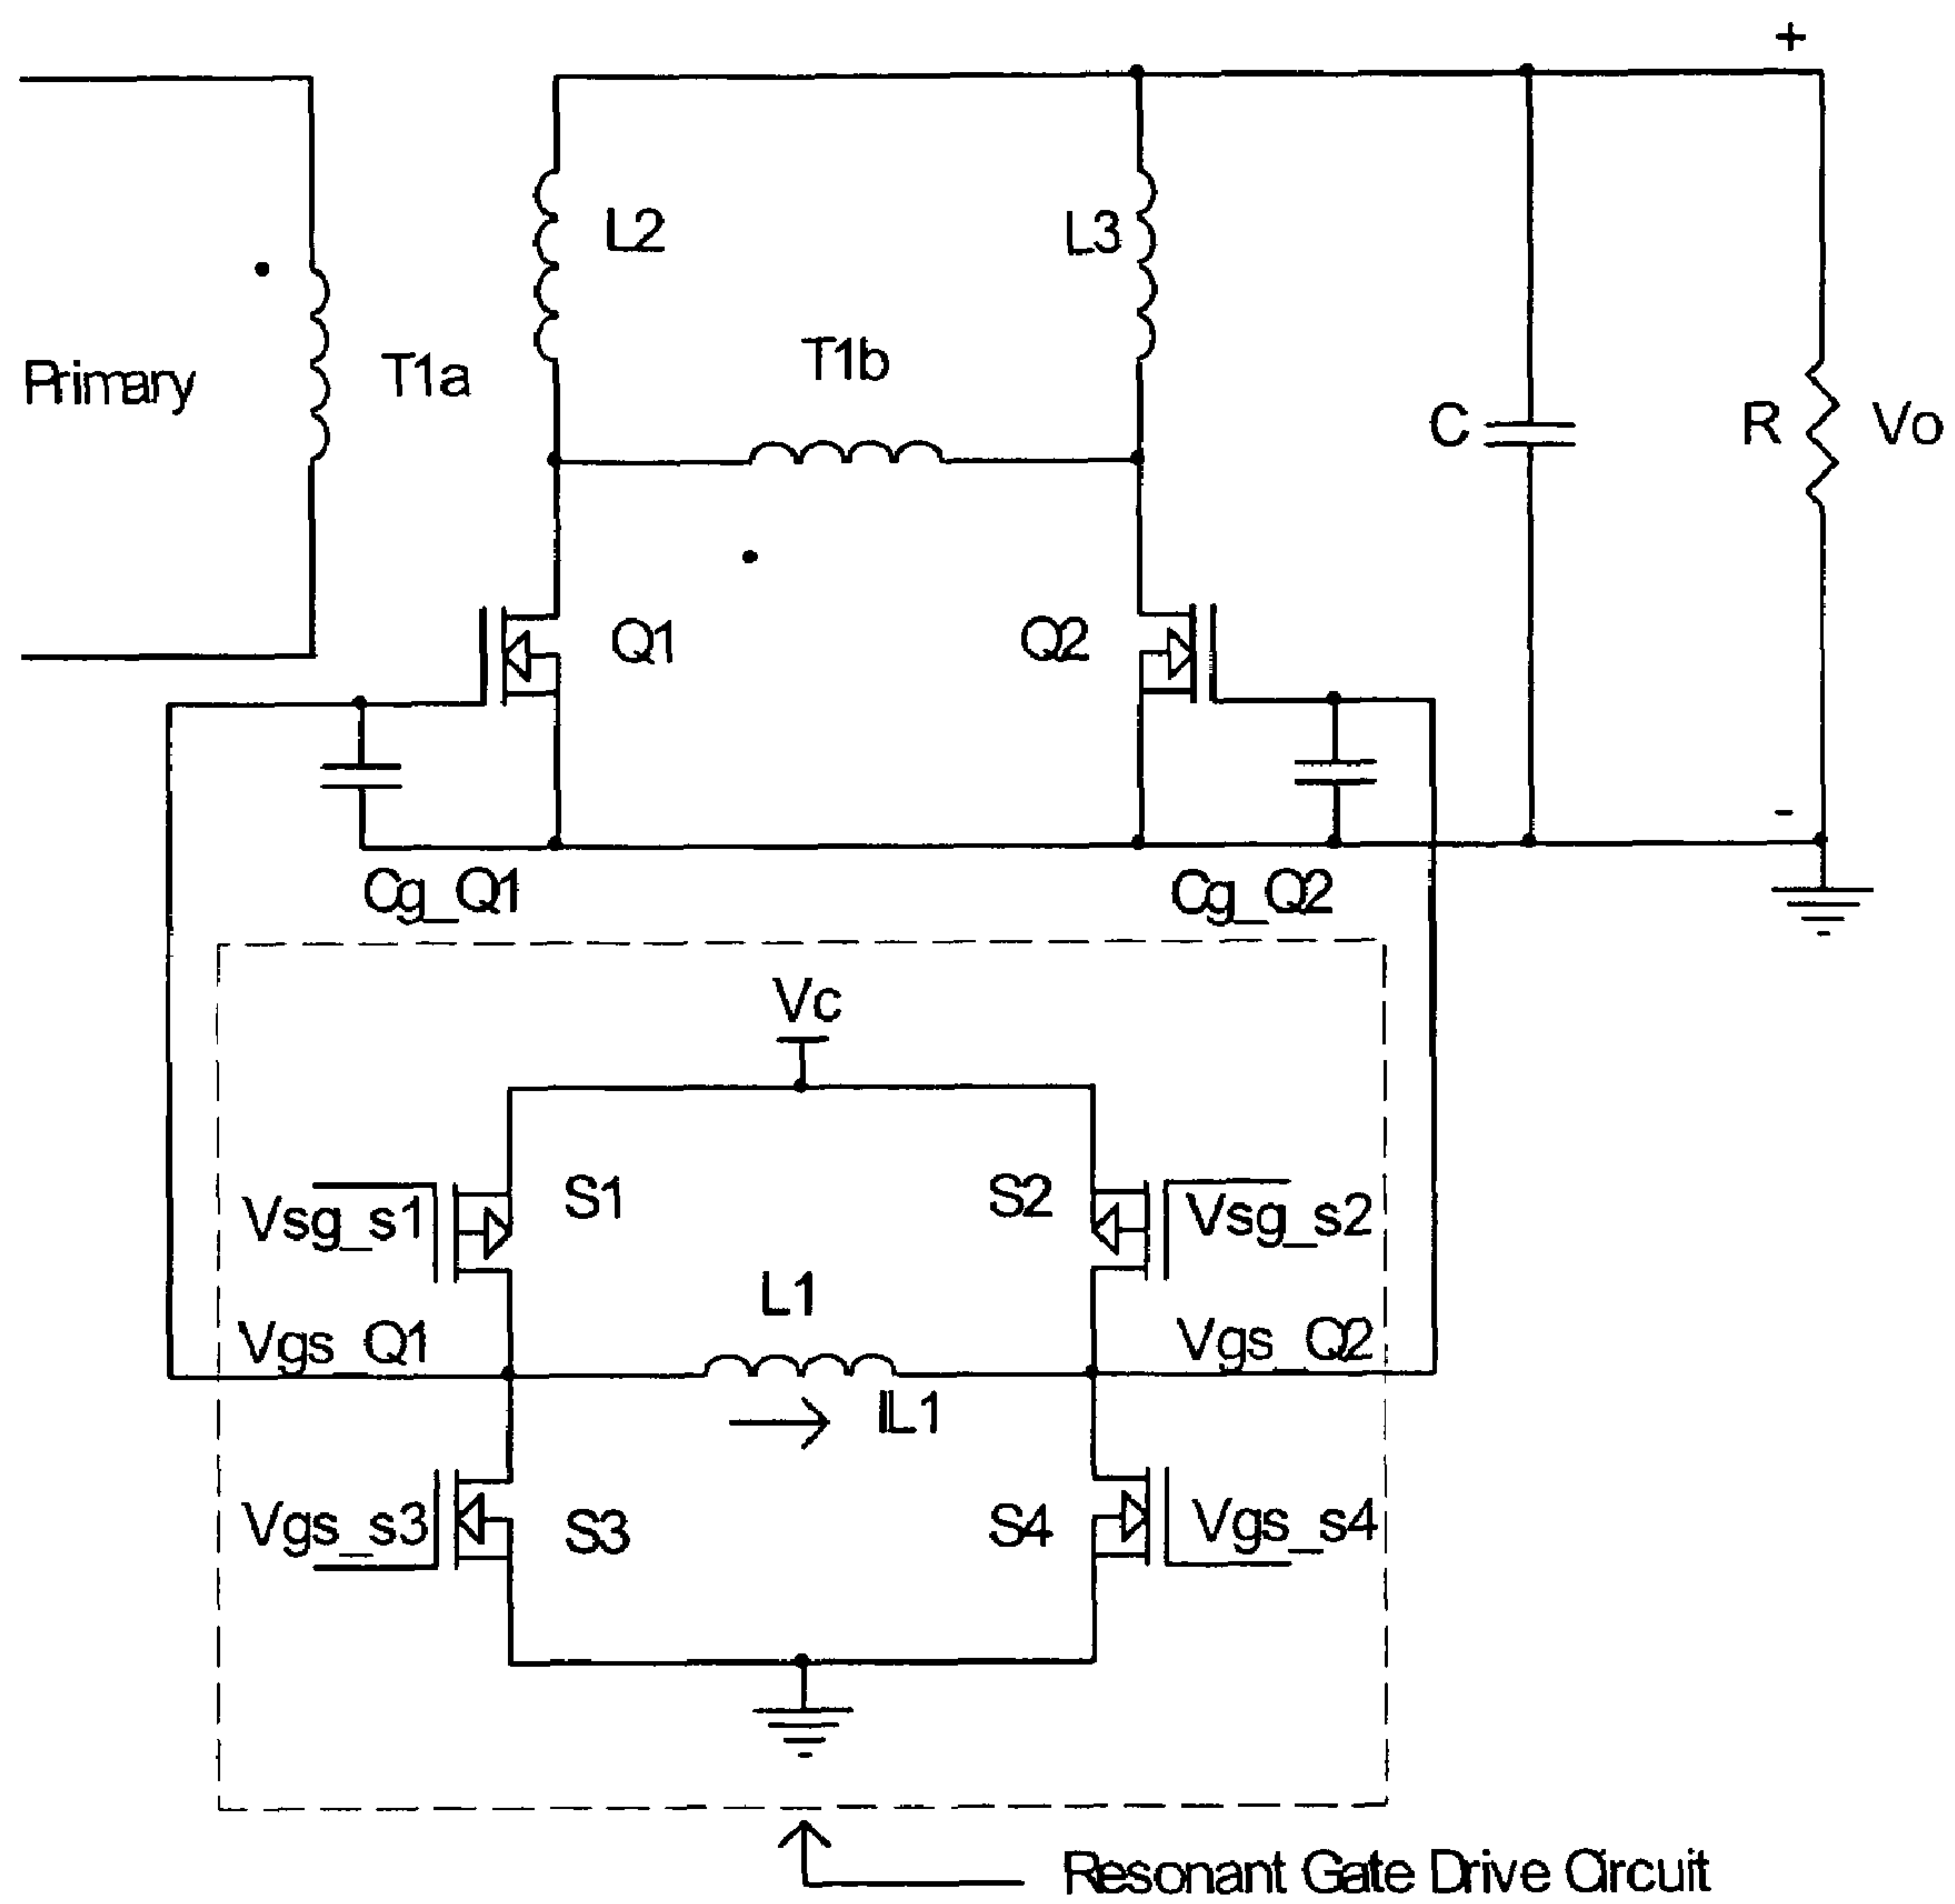 +
L2
L3
T1b
Primary
T1a
C
R
Vo
Q1
Q2
-
Cg_Q1
Cg_Q2
Vc
S1
S2
Vsg_s1
Vsg_s2
L1
Vgs_Q1
Vgs_Q2
IL1
Vgs_s3
S3
S4
Vgs_s4
Resonant Gate Drive Circuit